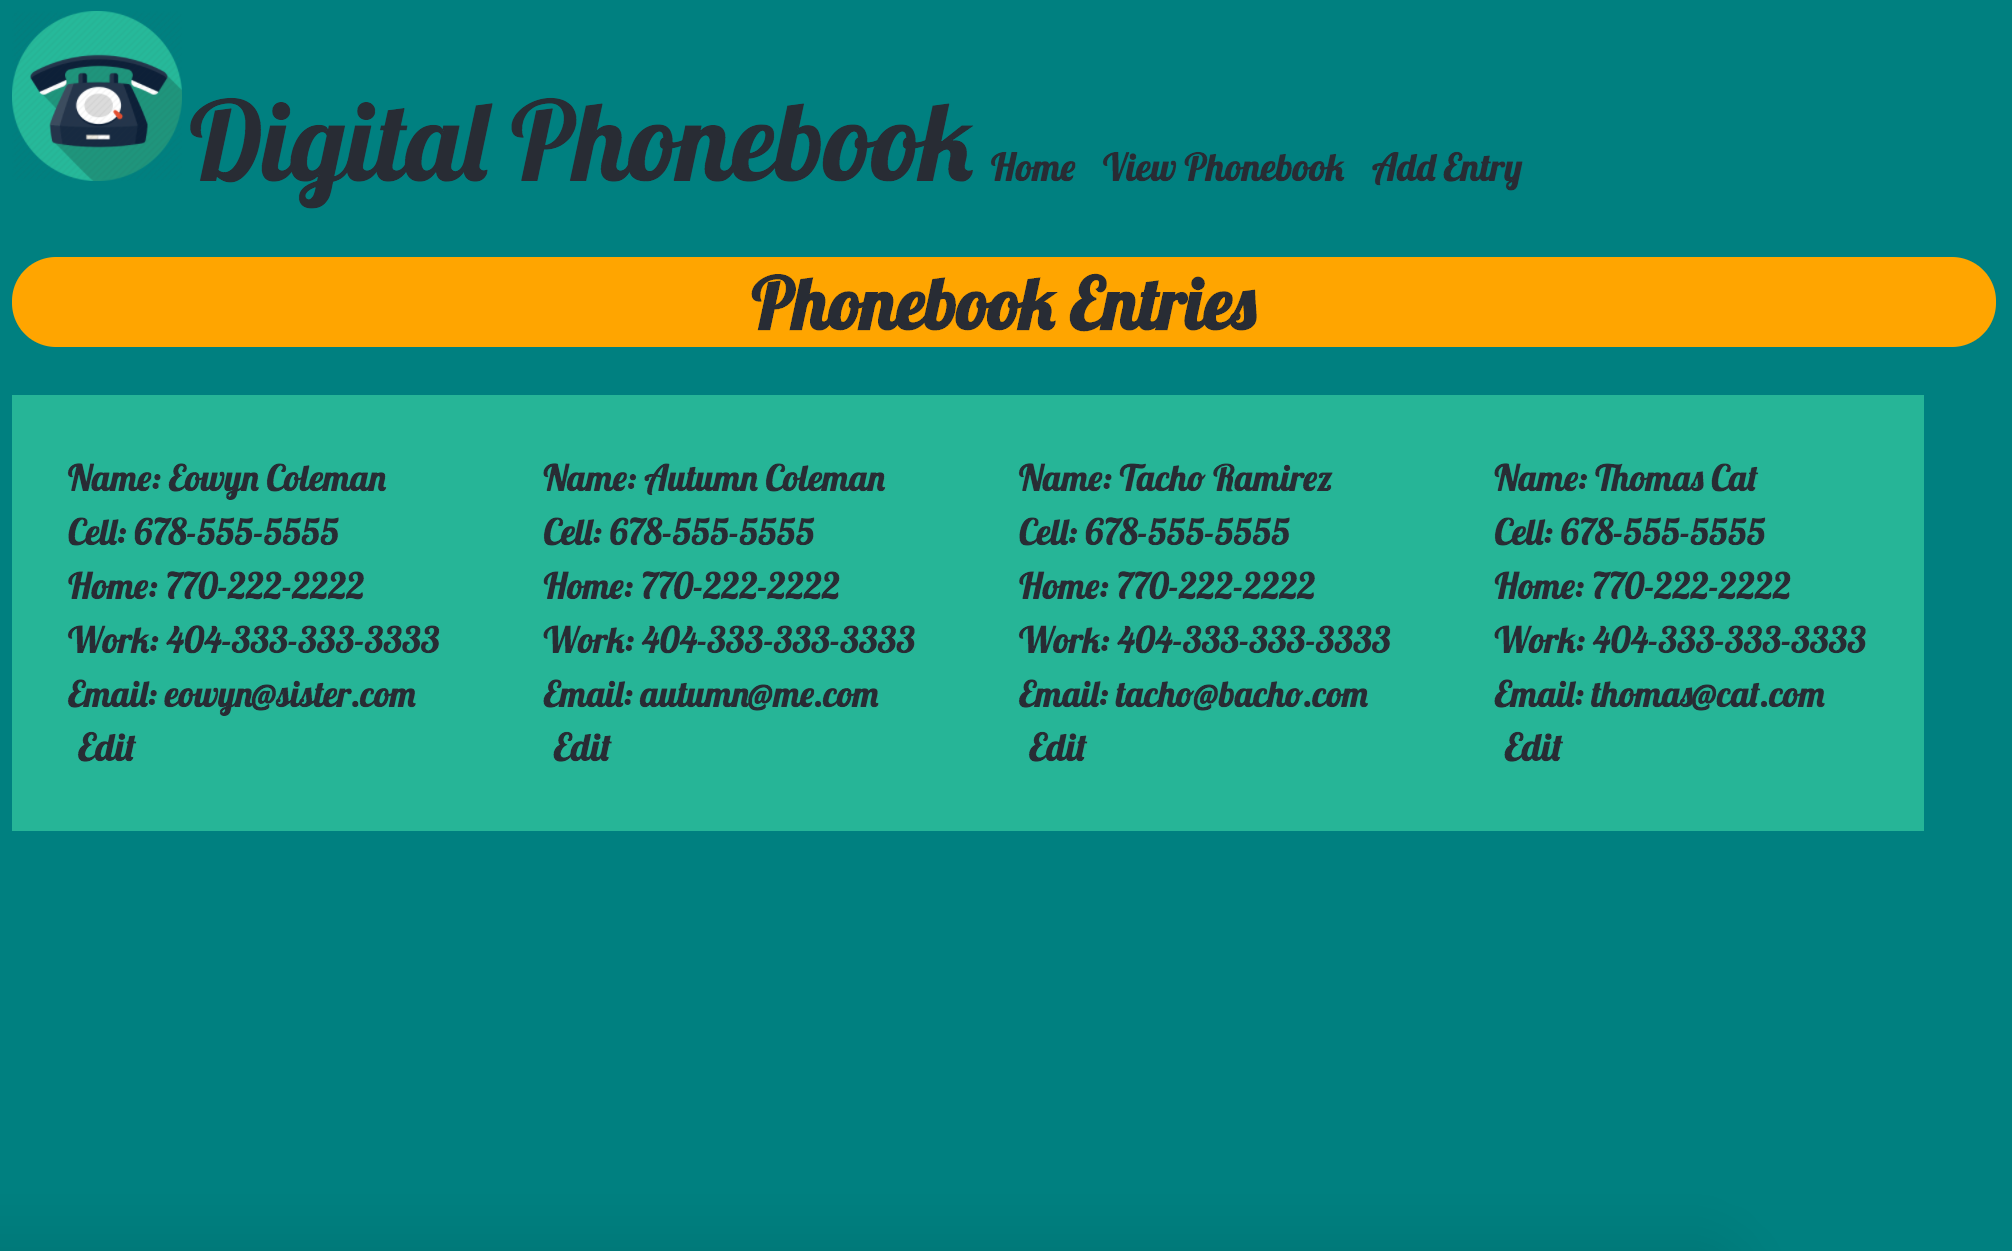 Digital Phonebook Home View Phonebook Add Entry
Phonebook Entries
Name: Eowyn Coleman
Cell: 678-555-5555
Home: 770-222-2222
Work: 404-333-333-3333
Email: eowyn@sister.com
Edit
Name: Autumn Coleman
Cell: 678-555-5555
Home: 770-222-2222
Work: 404-333-333-3333
Email: autumn@me.com
Edit
Name: Tacho Ramirez
Cell: 678-555-5555
Home: 770-222-2222
Work: 404-333-333-3333
Email: tacho@bacho.com
Edit
Name: Thomas Cat
Cell: 678-555-5555
Home: 770-222-2222
Work: 404-333-333-3333
Email: thomas@cat.com
Edit